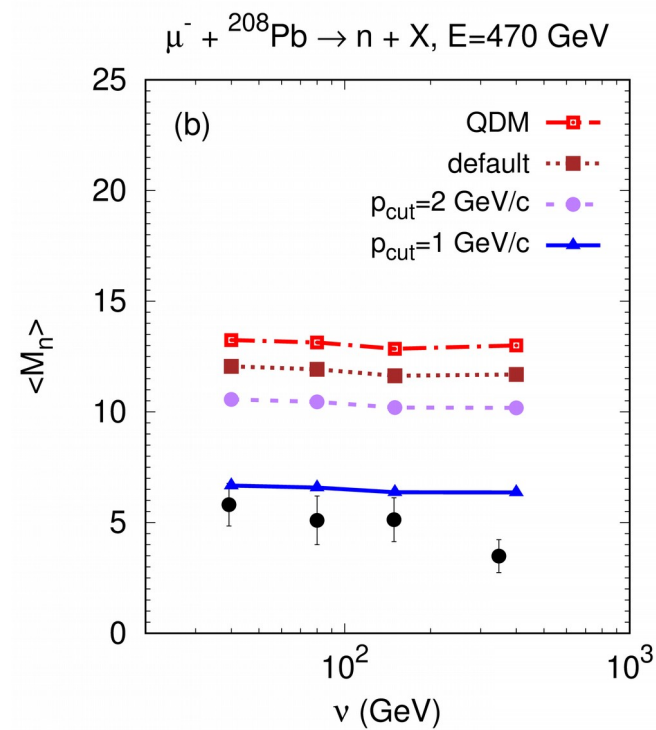 μ⁻ + ²⁰⁸Pb → n + X, E=470 GeV
(b)
QDM
default
p_cut=2 GeV/c
p_cut=1 GeV/c
25
20
15
10
5
0
<M_n>
10² 10³
ν (GeV)